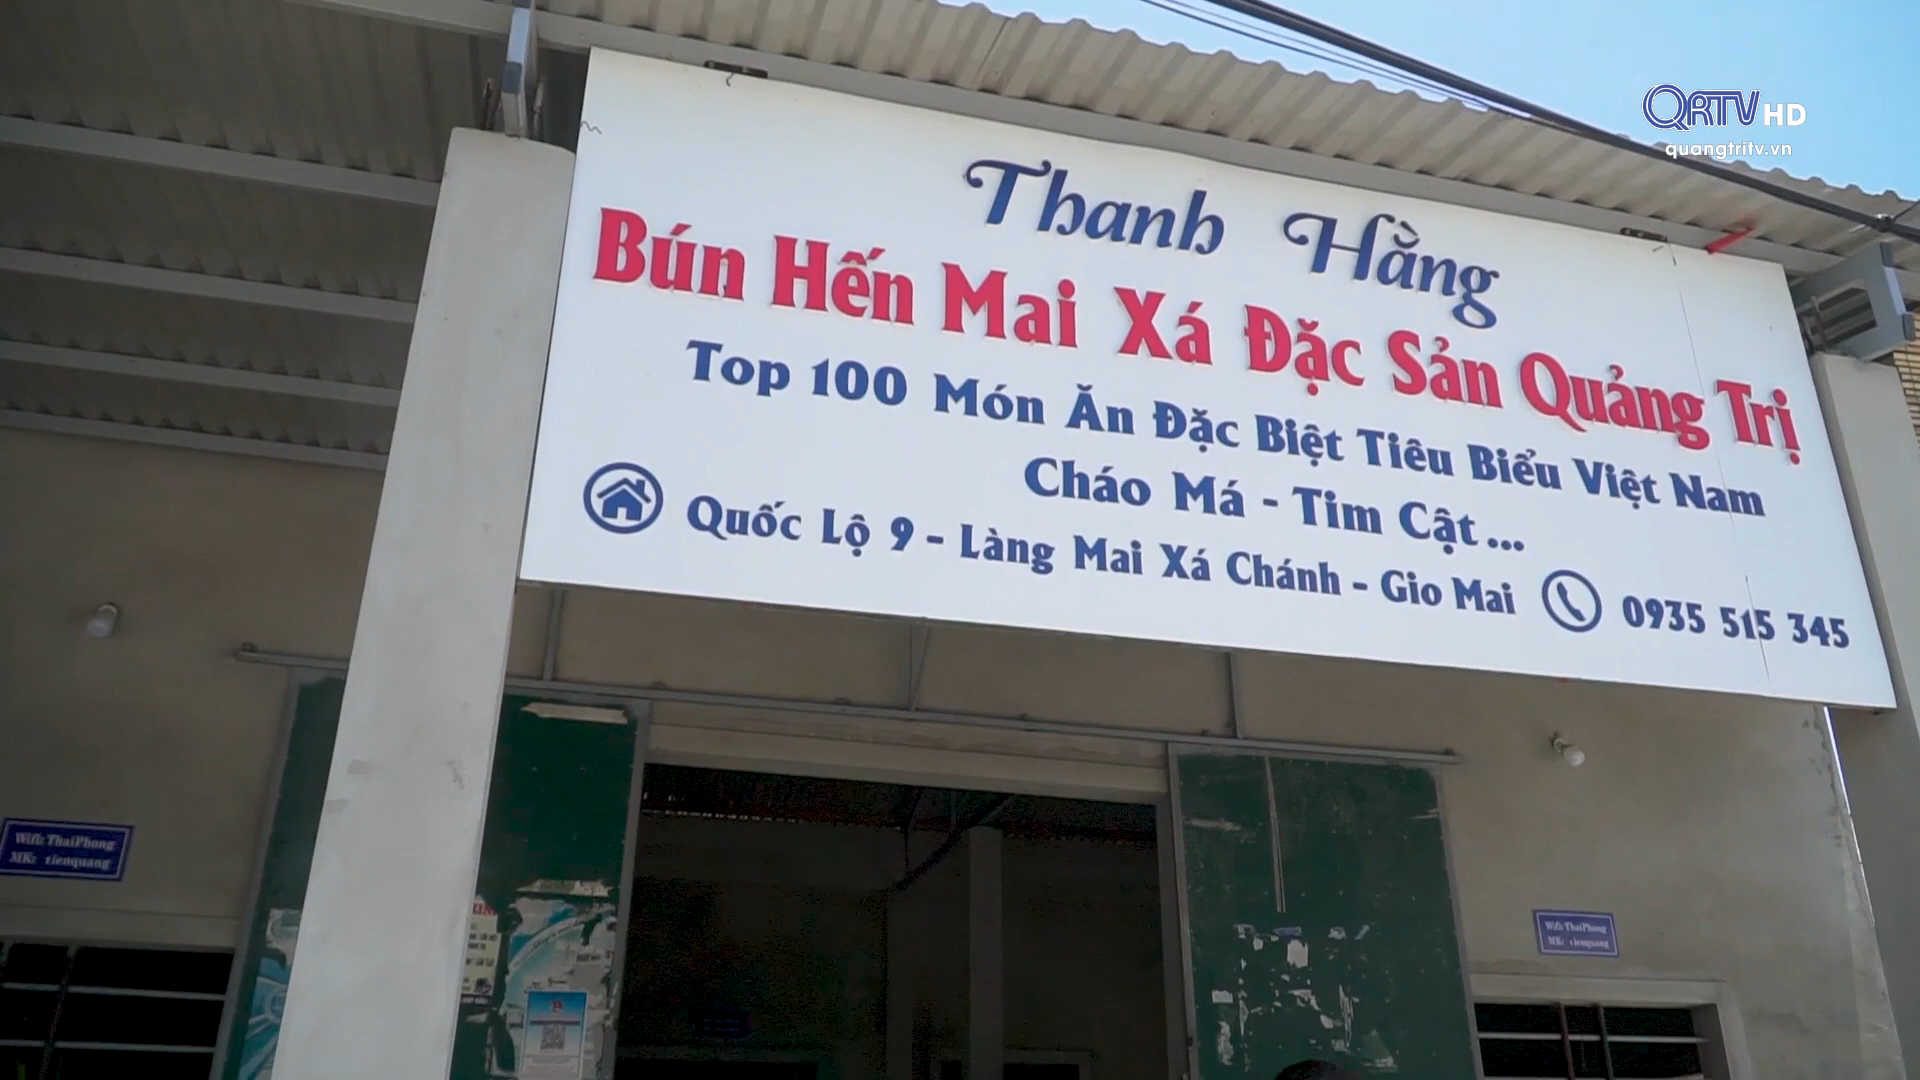 QRTV HD
quangtritv.vn
Thanh Hằng
Bún Hến Mai Xá Đặc Sản Quảng Trị
Top 100 Món Ăn Đặc Biệt Tiêu Biểu Việt Nam
Cháo Má - Tim Cật...
Quốc Lộ 9 - Làng Mai Xá Chánh - Gio Mai 0935 515 345
Wifi: ThaiPhong
MK: tienquang
Wifi: ThaiPhong
MK: tienquang